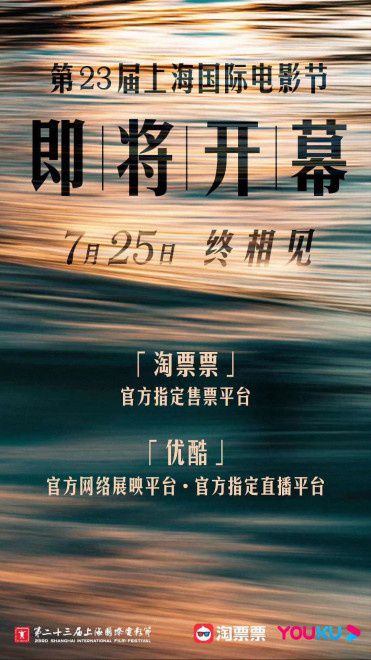 第23届上海国际电影节
即将开幕
7月25日 终相见
「淘票票」
官方指定售票平台
「优酷」
官方网络展映平台·官方指定直播平台
第二十三届上海国际电影节
23RD SHANGHAI INTERNATIONAL FILM FESTIVAL
淘票票
YOUKU